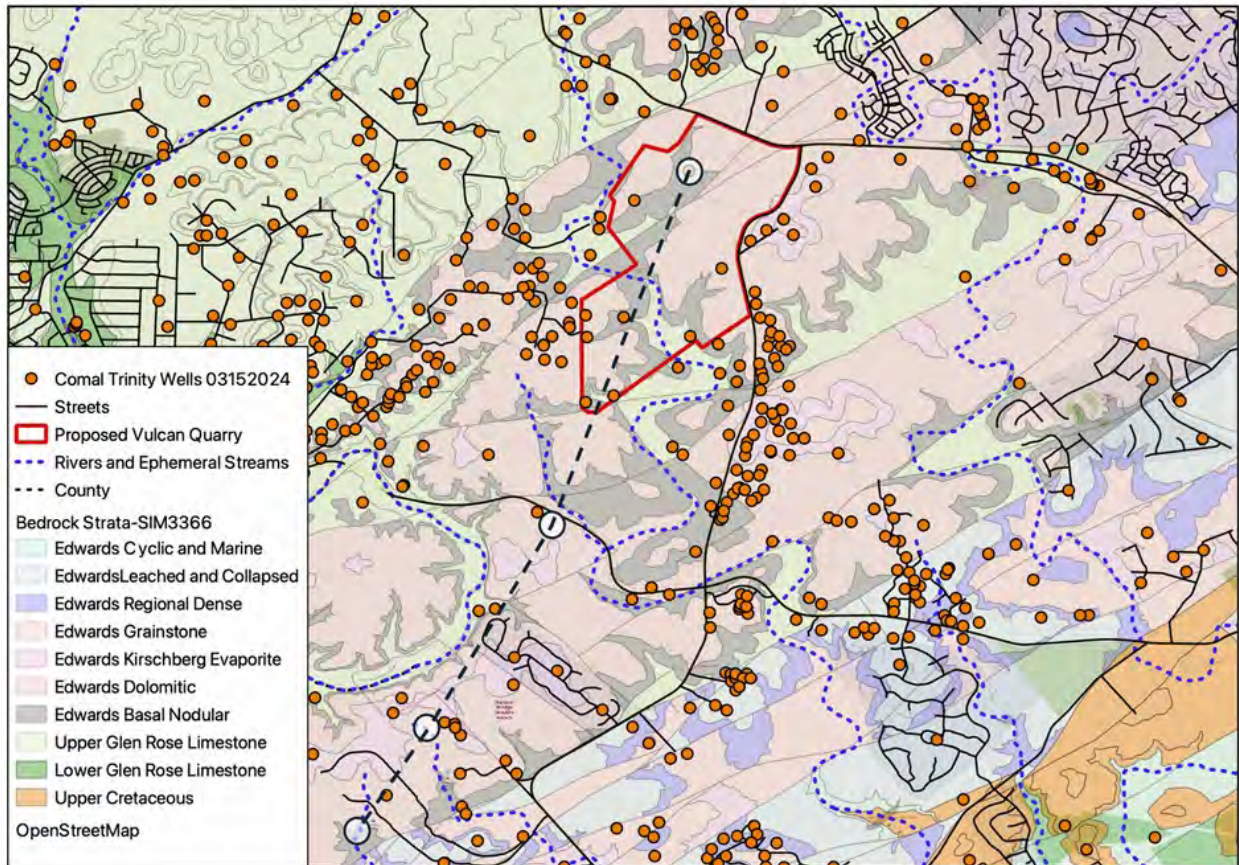 Comal Trinity Wells 03152024
Streets
Proposed Vulcan Quarry
Rivers and Ephemeral Streams
County
Bedrock Strata-SIM3366
Edwards Cyclic and Marine
EdwardsLeached and Collapsed
Edwards Regional Dense
Edwards Grainstone
Edwards Kirschberg Evaporite
Edwards Dolomitic
Edwards Basal Nodular
Upper Glen Rose Limestone
Lower Glen Rose Limestone
Upper Cretaceous
OpenStreetMap